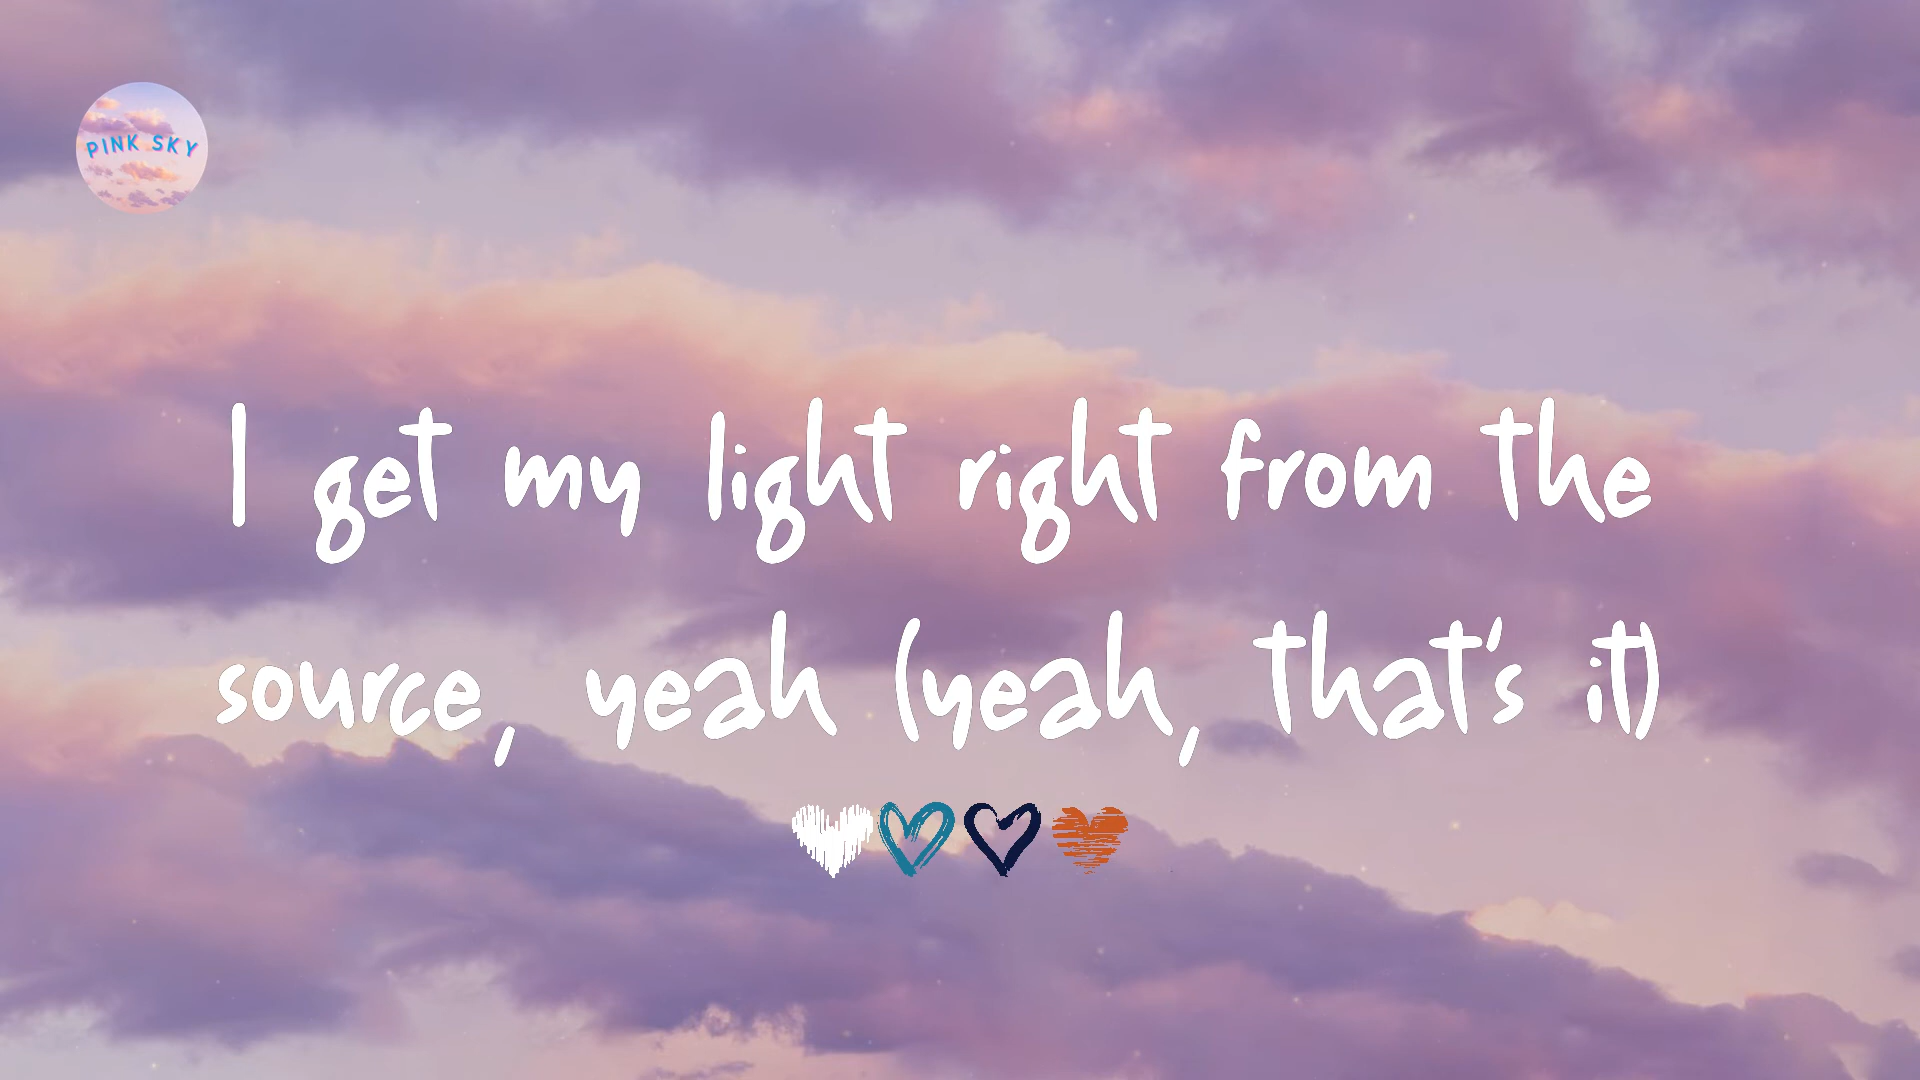 PINK SKY
I get my light right from the
source, yeah (yeah, that's it)